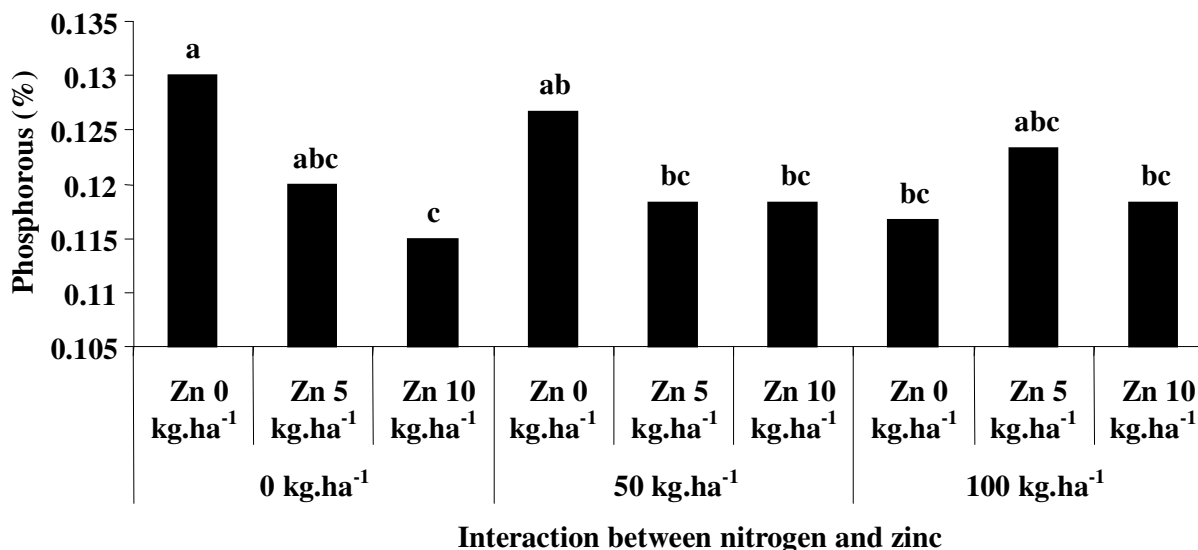 Phosphorous (%)
0.135
0.13
0.125
0.12
0.115
0.11
0.105
a
abc
c
ab
bc
bc
bc
abc
bc
Zn 0 Zn 5 Zn 10 Zn 0 Zn 5 Zn 10 Zn 0 Zn 5 Zn 10
kg.ha⁻¹ kg.ha⁻¹ kg.ha⁻¹ kg.ha⁻¹ kg.ha⁻¹ kg.ha⁻¹ kg.ha⁻¹ kg.ha⁻¹ kg.ha⁻¹
0 kg.ha⁻¹ 50 kg.ha⁻¹ 100 kg.ha⁻¹
Interaction between nitrogen and zinc